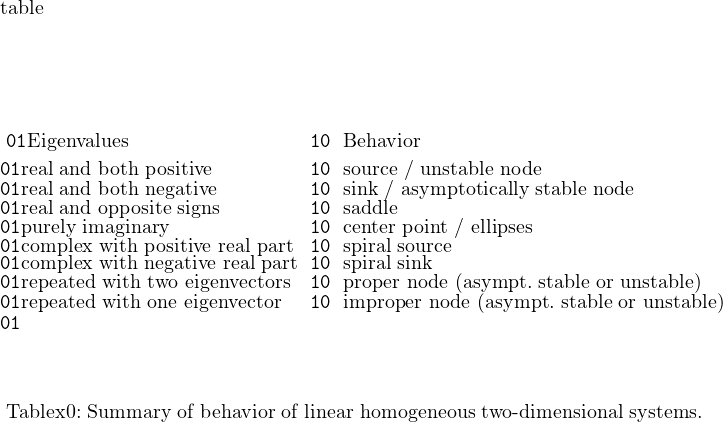 table
01Eigenvalues 10 Behavior
01real and both positive 10 source / unstable node
01real and both negative 10 sink / asymptotically stable node
01real and opposite signs 10 saddle
01purely imaginary 10 center point / ellipses
01complex with positive real part 10 spiral source
01complex with negative real part 10 spiral sink
01repeated with two eigenvectors 10 proper node (asympt. stable or unstable)
01repeated with one eigenvector 10 improper node (asympt. stable or unstable)
01
Tablex0: Summary of behavior of linear homogeneous two-dimensional systems.